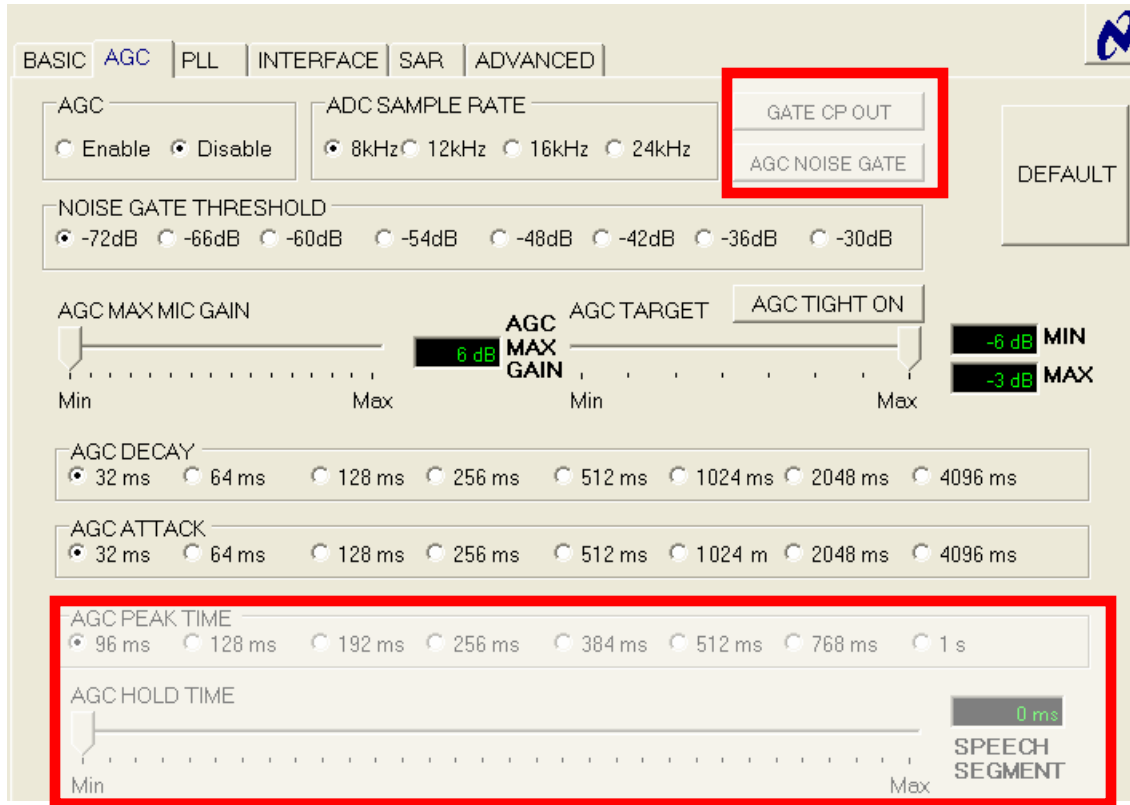 BASIC AGC PLL INTERFACE SAR ADVANCED
AGC
Enable Disable
ADC SAMPLE RATE
8kHz 12kHz 16kHz 24kHz
GATE CP OUT
AGC NOISE GATE
DEFAULT
NOISE GATE THRESHOLD
-72dB -66dB -60dB -54dB -48dB -42dB -36dB -30dB
AGC MAX MIC GAIN
Min Max
6 dB
AGC
MAX
GAIN
AGC TARGET
AGC TIGHT ON
Min Max
-6 dB MIN
-3 dB MAX
AGC DECAY
32 ms 64 ms 128 ms 256 ms 512 ms 1024 ms 2048 ms 4096 ms
AGC ATTACK
32 ms 64 ms 128 ms 256 ms 512 ms 1024 m 2048 ms 4096 ms
AGC PEAK TIME
96 ms 128 ms 192 ms 256 ms 384 ms 512 ms 768 ms 1 s
AGC HOLD TIME
Min Max
0 ms
SPEECH
SEGMENT